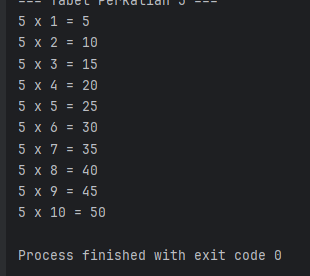 === Tabel Perkalian 5 ===
5 x 1 = 5
5 x 2 = 10
5 x 3 = 15
5 x 4 = 20
5 x 5 = 25
5 x 6 = 30
5 x 7 = 35
5 x 8 = 40
5 x 9 = 45
5 x 10 = 50
Process finished with exit code 0